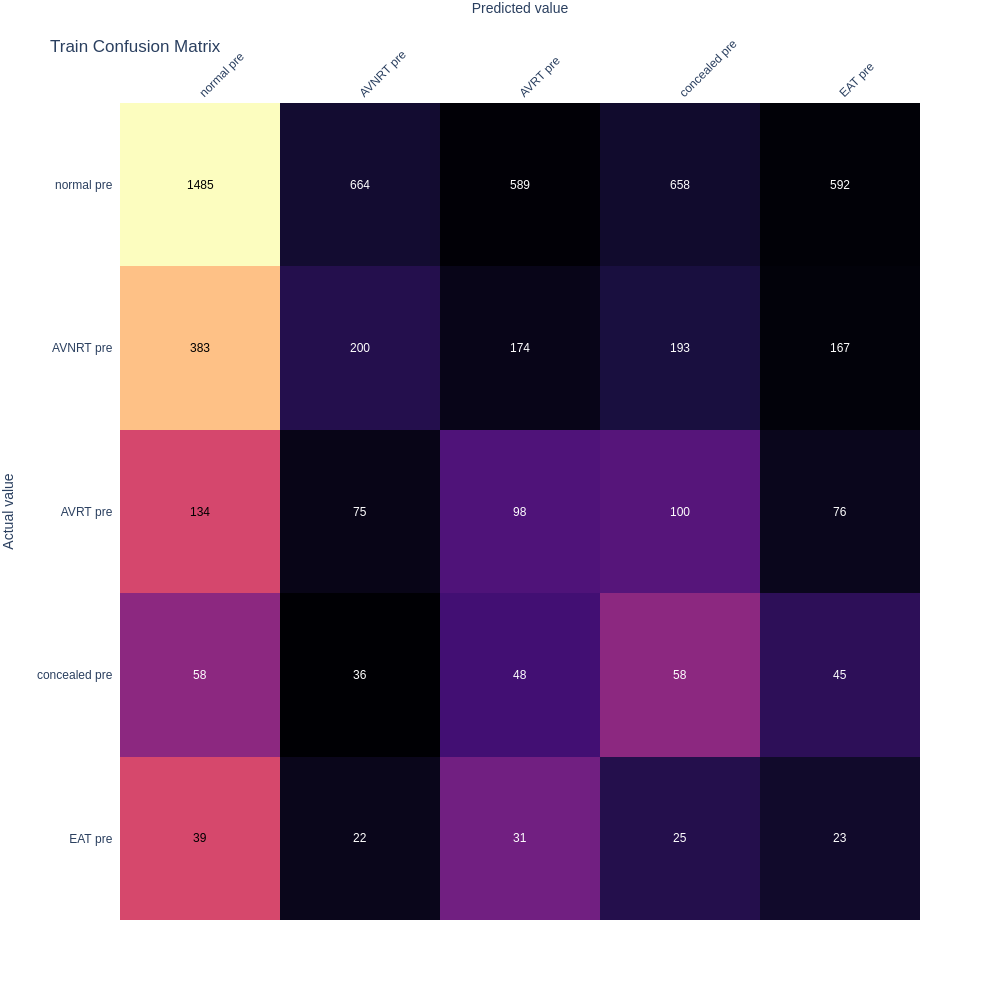 Predicted value
Train Confusion Matrix
normal pre AVNRT pre AVRT pre concealed pre EAT pre
normal pre 1485 664 589 658 592
AVNRT pre 383 200 174 193 167
AVRT pre 134 75 98 100 76
concealed pre 58 36 48 58 45
EAT pre 39 22 31 25 23
Actual value